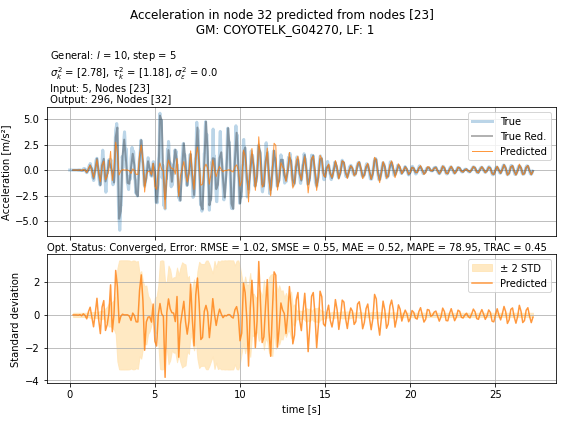 Acceleration in node 32 predicted from nodes [23]
GM: COYOTELK_G04270, LF: 1
General: l = 10, step = 5
σ²ₖ = [2.78], τ²ₖ = [1.18], σ²ε = 0.0
Input: 5, Nodes [23]
Output: 296, Nodes [32]
Acceleration [m/s²]
5.0
2.5
0.0
−2.5
−5.0
True
True Red.
Predicted
Opt. Status: Converged, Error: RMSE = 1.02, SMSE = 0.55, MAE = 0.52, MAPE = 78.95, TRAC = 0.45
Standard deviation
2
0
−2
−4
± 2 STD
Predicted
0
5
10
15
20
25
time [s]